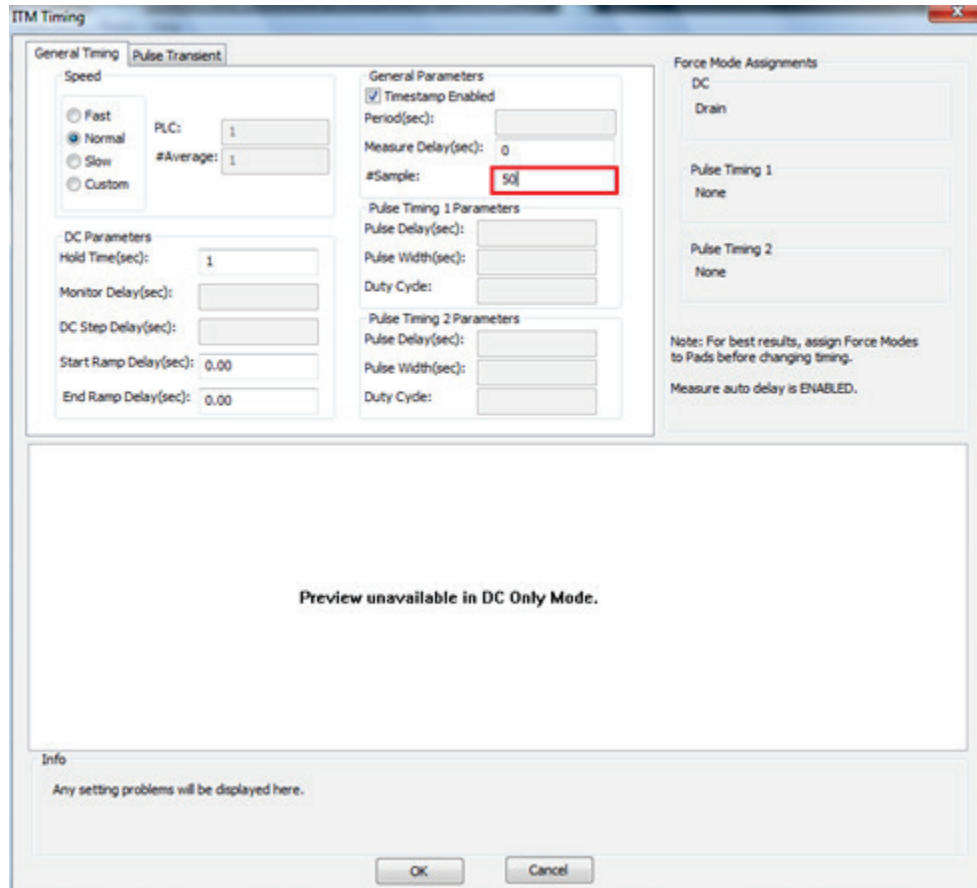 ITM Timing
General Timing
Pulse Transient
Speed
Fast
Normal
Slow
Custom
PLC: 1
#Average: 1
DC Parameters
Hold Time(sec): 1
Monitor Delay(sec):
DC Step Delay(sec):
Start Ramp Delay(sec): 0.00
End Ramp Delay(sec): 0.00
General Parameters
Timestamp Enabled
Period(sec):
Measure Delay(sec): 0
#Sample: 50
Pulse Timing 1 Parameters
Pulse Delay(sec):
Pulse Width(sec):
Duty Cycle:
Pulse Timing 2 Parameters
Pulse Delay(sec):
Pulse Width(sec):
Duty Cycle:
Force Mode Assignments
DC
Drain
Pulse Timing 1
None
Pulse Timing 2
None
Note: For best results, assign Force Modes
to Pads before changing timing.
Measure auto delay is ENABLED.
Preview unavailable in DC Only Mode.
Info
Any setting problems will be displayed here.
OK
Cancel